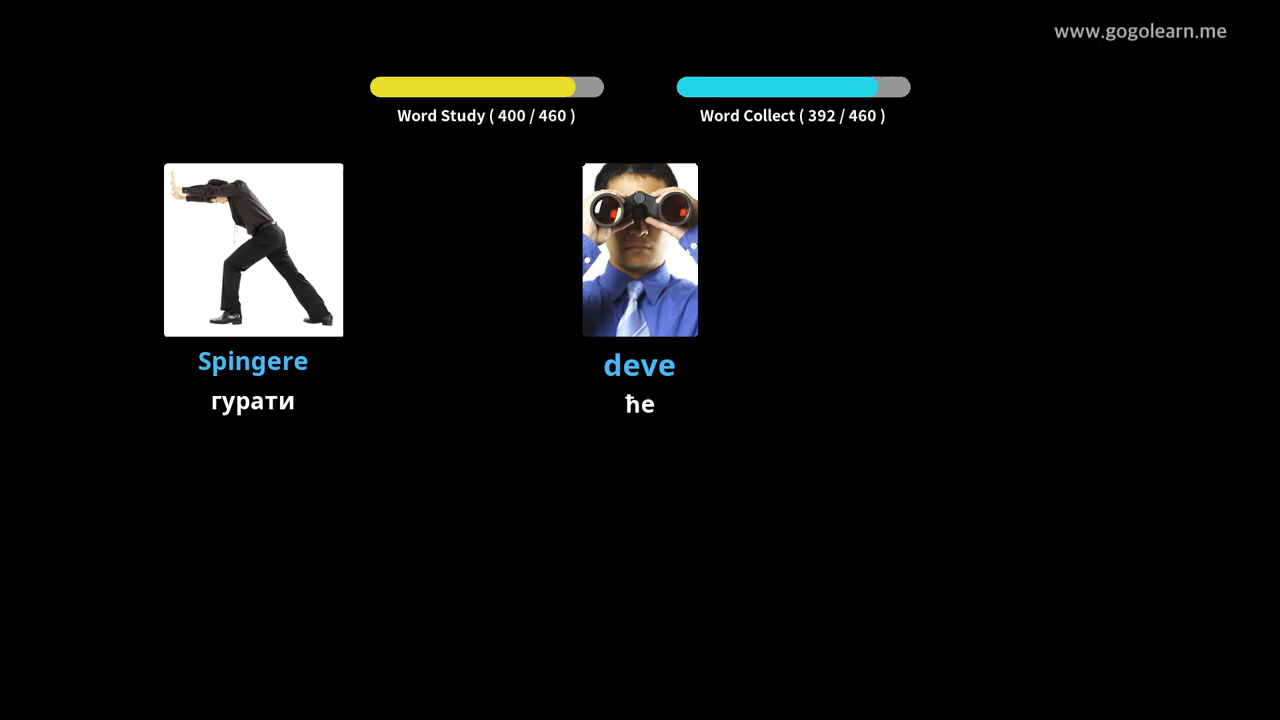 www.gogolearn.me
Word Study ( 400 / 460 )
Word Collect ( 392 / 460 )
Spingere
гурати
deve
ће